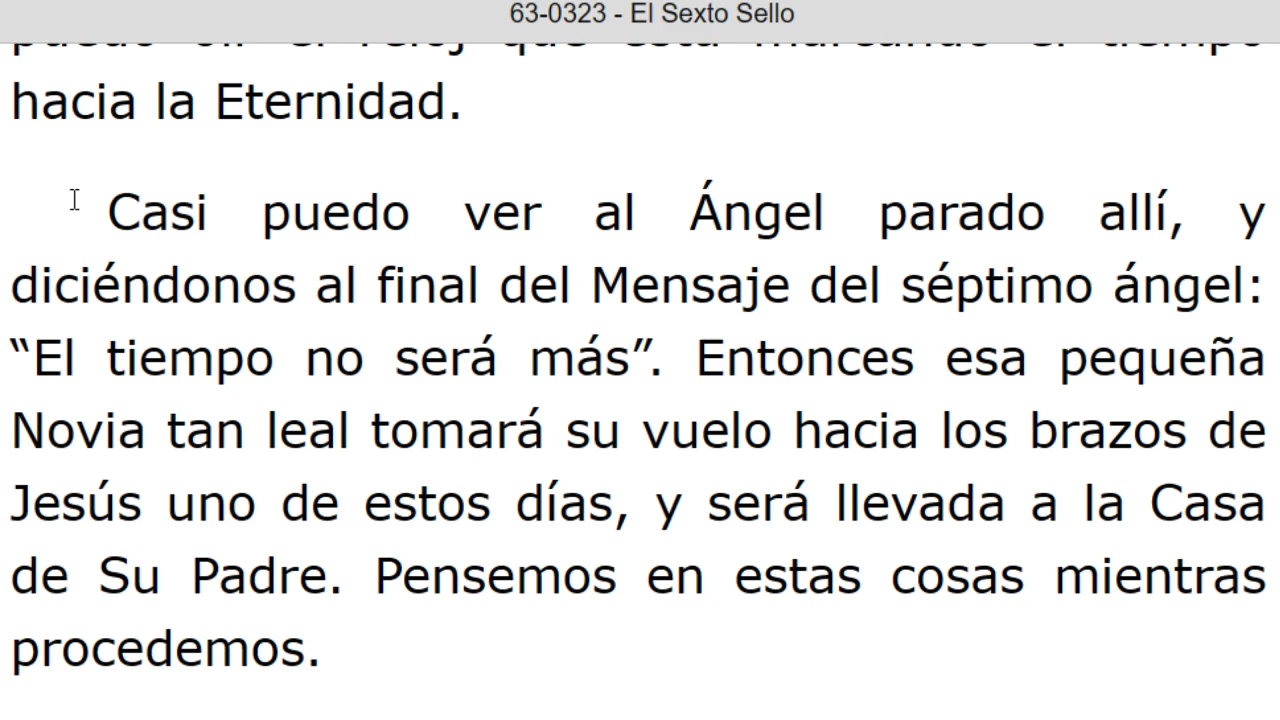 63-0323 - El Sexto Sello
hacia la Eternidad.
Casi puedo ver al Ángel parado allí, y
diciéndonos al final del Mensaje del séptimo ángel:
“El tiempo no será más”. Entonces esa pequeña
Novia tan leal tomará su vuelo hacia los brazos de
Jesús uno de estos días, y será llevada a la Casa
de Su Padre. Pensemos en estas cosas mientras
procedemos.